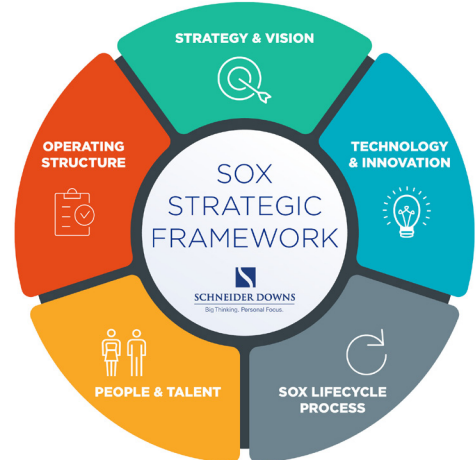 STRATEGY & VISION
OPERATING
STRUCTURE
TECHNOLOGY
& INNOVATION
SOX
STRATEGIC
FRAMEWORK
SCHNEIDER DOWNS
Big Thinking. Personal Focus.
PEOPLE & TALENT
SOX LIFECYCLE
PROCESS